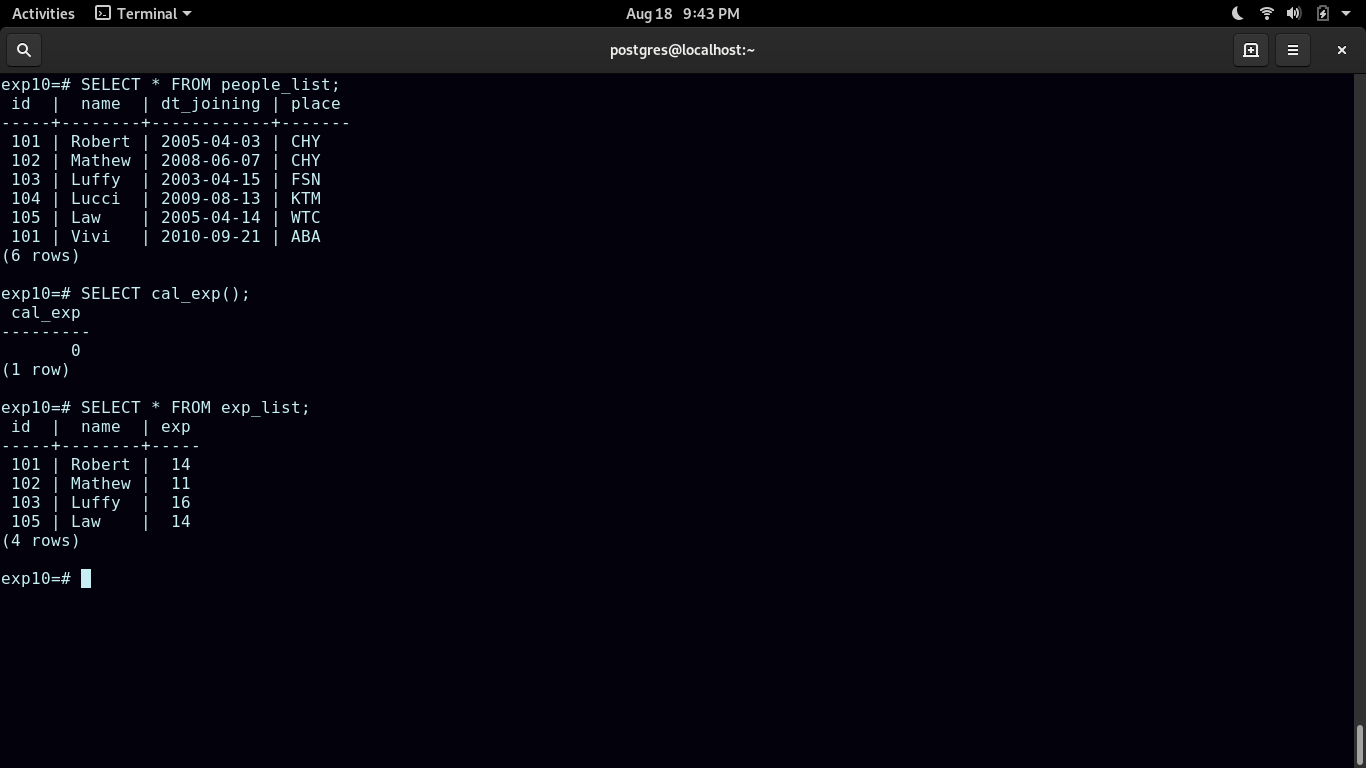 Activities Terminal Aug 18 9:43 PM
postgres@localhost:~
exp10=# SELECT * FROM people_list;
 id  |  name  | dt_joining | place
-----+--------+------------+-------
 101 | Robert | 2005-04-03 | CHY
 102 | Mathew | 2008-06-07 | CHY
 103 | Luffy  | 2003-04-15 | FSN
 104 | Lucci  | 2009-08-13 | KTM
 105 | Law    | 2005-04-14 | WTC
 101 | Vivi   | 2010-09-21 | ABA
(6 rows)

exp10=# SELECT cal_exp();
 cal_exp
---------
       0
(1 row)

exp10=# SELECT * FROM exp_list;
 id  |  name  | exp
-----+--------+-----
 101 | Robert |  14
 102 | Mathew |  11
 103 | Luffy  |  16
 105 | Law    |  14
(4 rows)

exp10=#